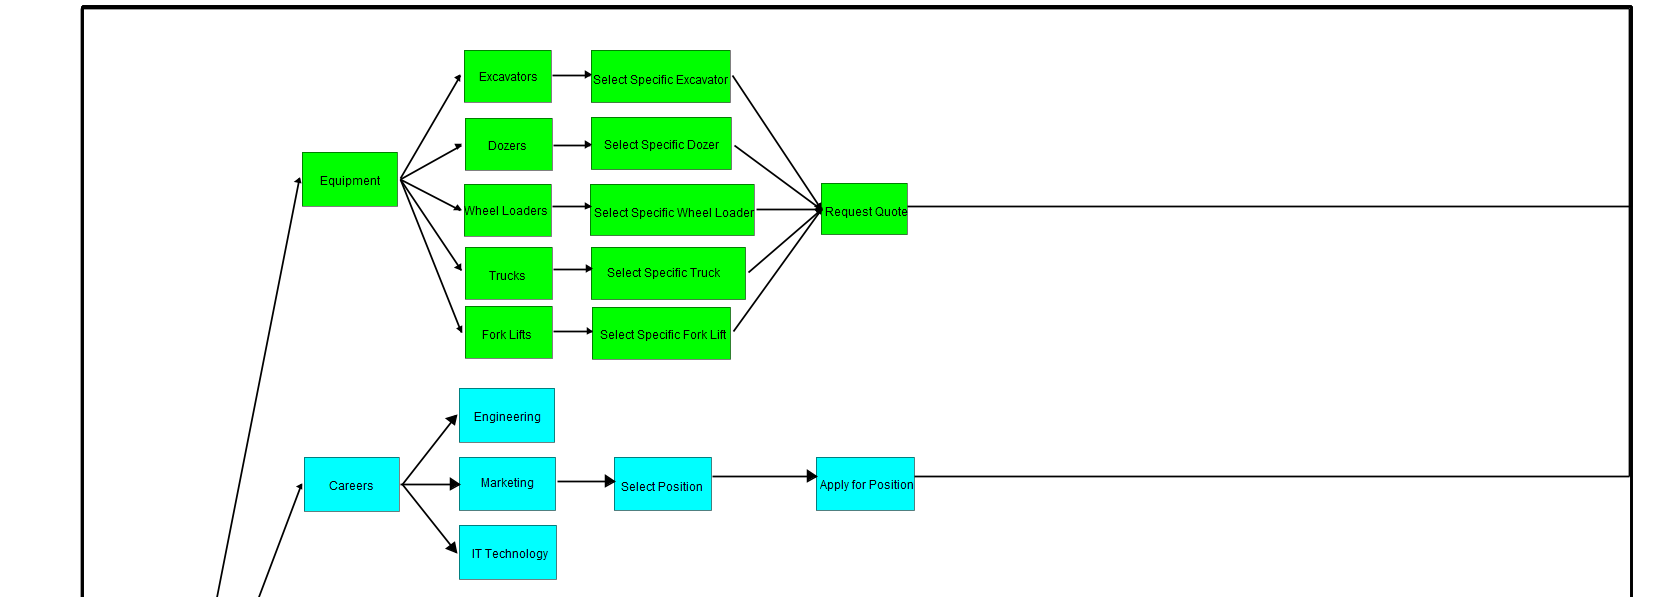 Excavators
Select Specific Excavator
Dozers
Select Specific Dozer
Equipment
Wheel Loaders
Select Specific Wheel Loader
Request Quote
Trucks
Select Specific Truck
Fork Lifts
Select Specific Fork Lift
Engineering
Careers
Marketing
Select Position
Apply for Position
IT Technology